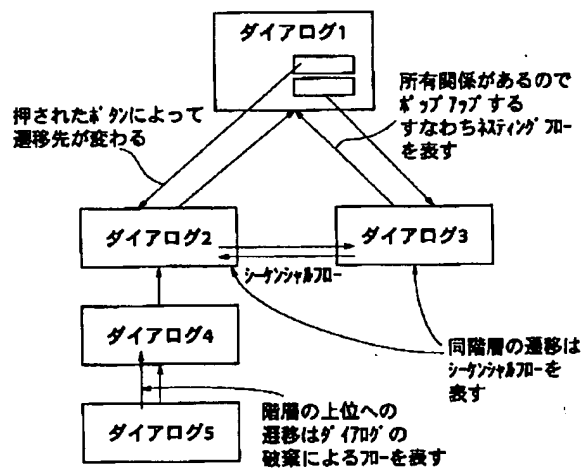 ダイアログ1
所有関係があるので
ポップアップする
すなわちネスティングフロー
を表す
押されたボタンによって
遷移先が変わる
ダイアログ2
ダイアログ3
シーケンシャルフロー
ダイアログ4
同階層の遷移は
シーケンシャルフローを
表す
階層の上位への
遷移はダイアログの
破棄によるフローを表す
ダイアログ5